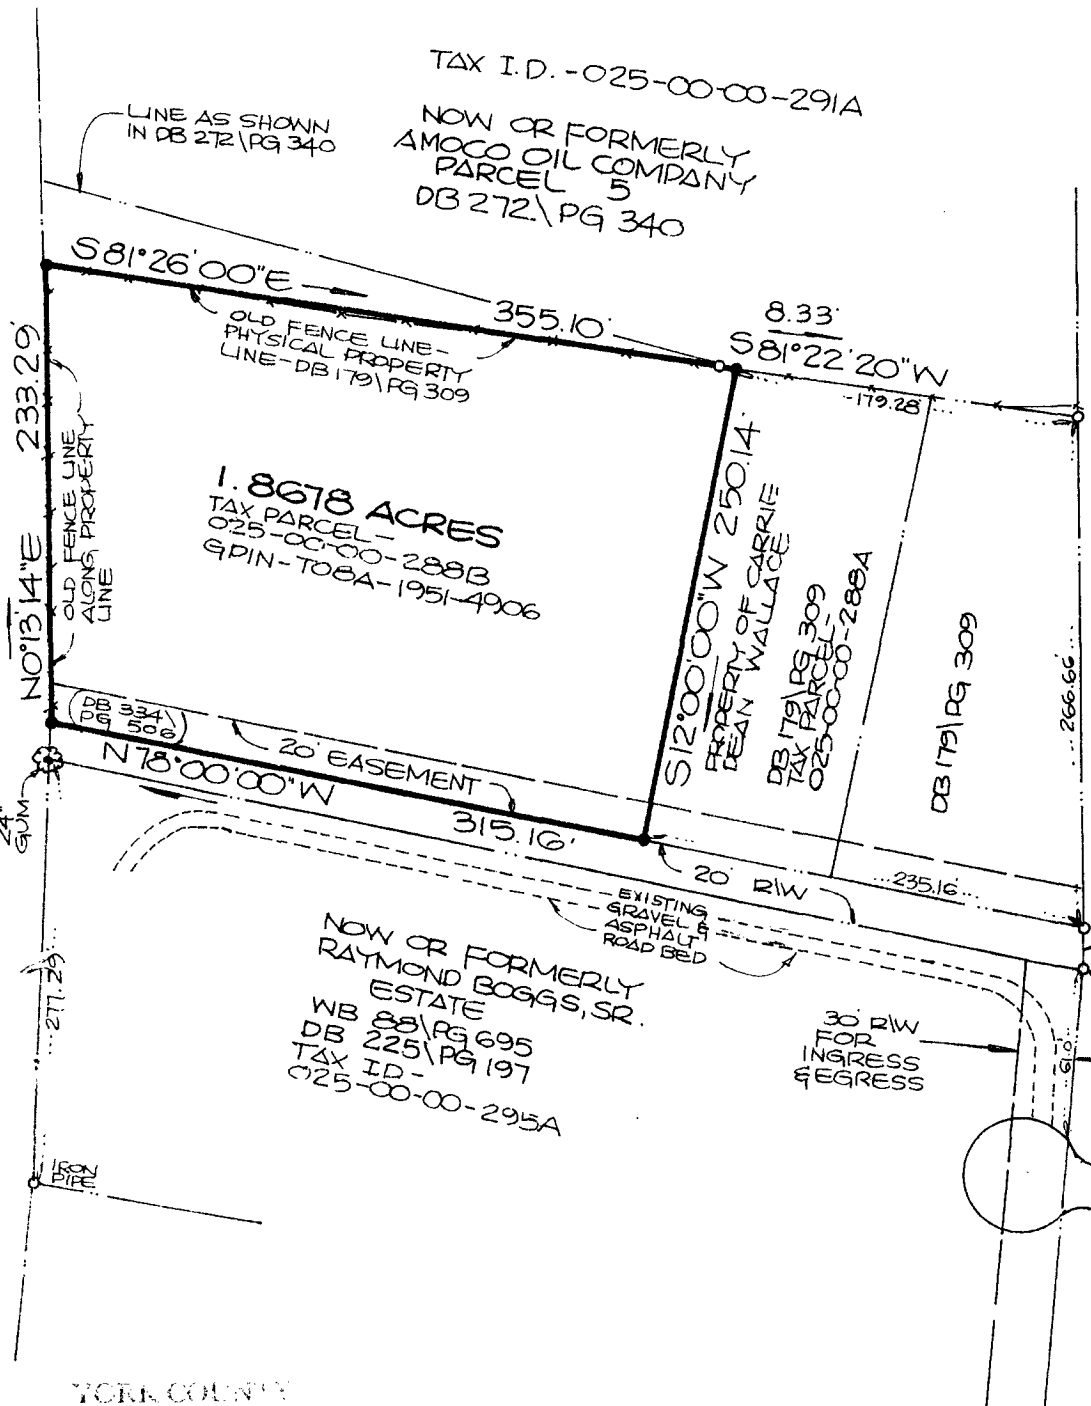 TAX I.D. - 025-00-00-291A
LINE AS SHOWN
IN DB 272\PG 340
NOW OR FORMERLY
AMOCO OIL COMPANY
PARCEL 5
DB 272\PG 340
S81°26'00"E
355.10'
8.33'
S81°22'20"W
179.28'
OLD FENCE LINE-
PHYSICAL PROPERTY
LINE-DB 179\PG 309
N0°13'14"E 233.29'
OLD FENCE LINE
ALONG PROPERTY
LINE
1.8678 ACRES
TAX PARCEL-
025-00-00-288B
GPIN-T08A-1951-4906
S12°00'00"W 250.14'
PROPERTY OF CARRIE
DEAN WALLACE
DB 179\PG 309
TAX PARCEL-
025-00-00-288A
DB 179\PG 309
266.66'
(DB 334\
PG 506)
20' EASEMENT
N78°00'00"W
315.16'
24"
GUM
20' R/W
235.16'
EXISTING
GRAVEL &
ASPHALT
ROAD BED
NOW OR FORMERLY
RAYMOND BOGGS, SR.
ESTATE
WB 88\PG 695
DB 225\PG 197
TAX ID-
025-00-00-295A
277.29'
30' R/W
FOR
INGRESS
& EGRESS
61.0'
IRON
PIPE
YORK COUNTY